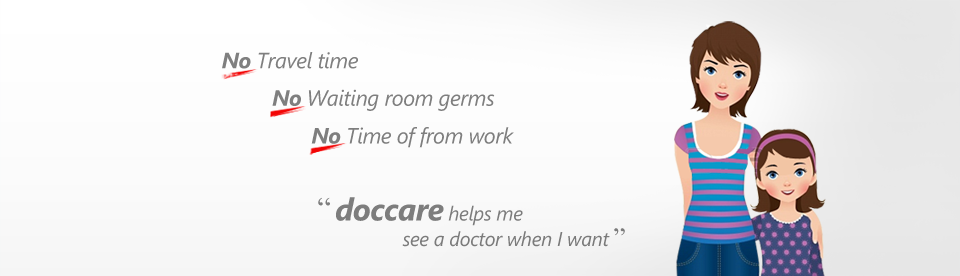 No Travel time
No Waiting room germs
No Time of from work
“ doccare helps me
see a doctor when I want ”